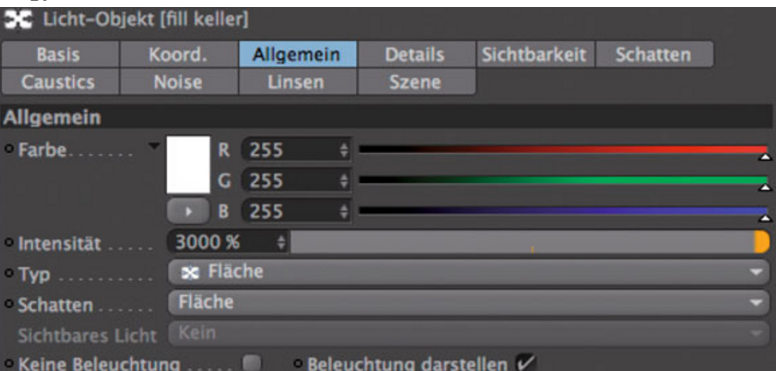 Licht-Objekt [fill keller]
Basis Koord. Allgemein Details Sichtbarkeit Schatten
Caustics Noise Linsen Szene
Allgemein
Farbe....... R 255
G 255
B 255
Intensität ..... 3000 %
Typ .......... Fläche
Schatten ...... Fläche
Sichtbares Licht Kein
Keine Beleuchtung ..... Beleuchtung darstellen